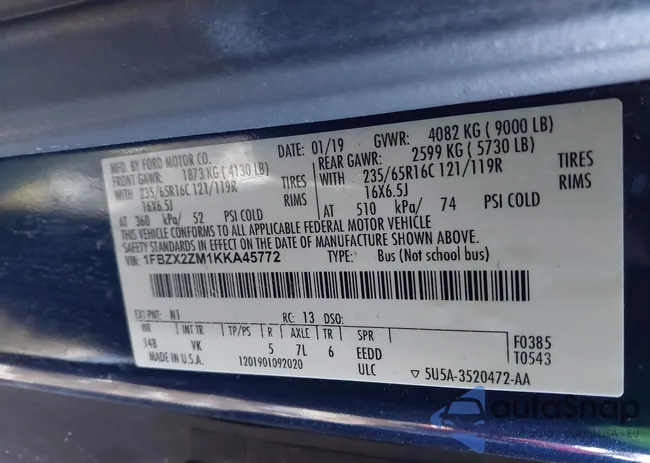 MFD. BY FORD MOTOR CO.
DATE: 01/19 GVWR: 4082 KG ( 9000 LB)
FRONT GAWR: 1873 KG ( 4130 LB)
REAR GAWR: 2599 KG ( 5730 LB)
WITH 235/65R16C 121/119R TIRES
WITH 235/65R16C 121/119R TIRES
16X6.5J RIMS
16X6.5J RIMS
AT 360 kPa/ 52 PSI COLD
AT 510 kPa/ 74 PSI COLD
THIS VEHICLE CONFORMS TO ALL APPLICABLE FEDERAL MOTOR VEHICLE
SAFETY STANDARDS IN EFFECT ON THE DATE OF MANUFACTURE SHOWN ABOVE.
VIN: 1FBZX2ZM1KKA45772 TYPE: Bus (Not school bus)
EXT PNT: N1 RC: 13 DSO:
WB INT TR TP/PS R AXLE TR SPR
148 VK 5 7L 6 EEDD
F0385
T0543
MADE IN U.S.A. 1201901092020 ULC ▽ 5U5A-3520472-AA
autoSnap